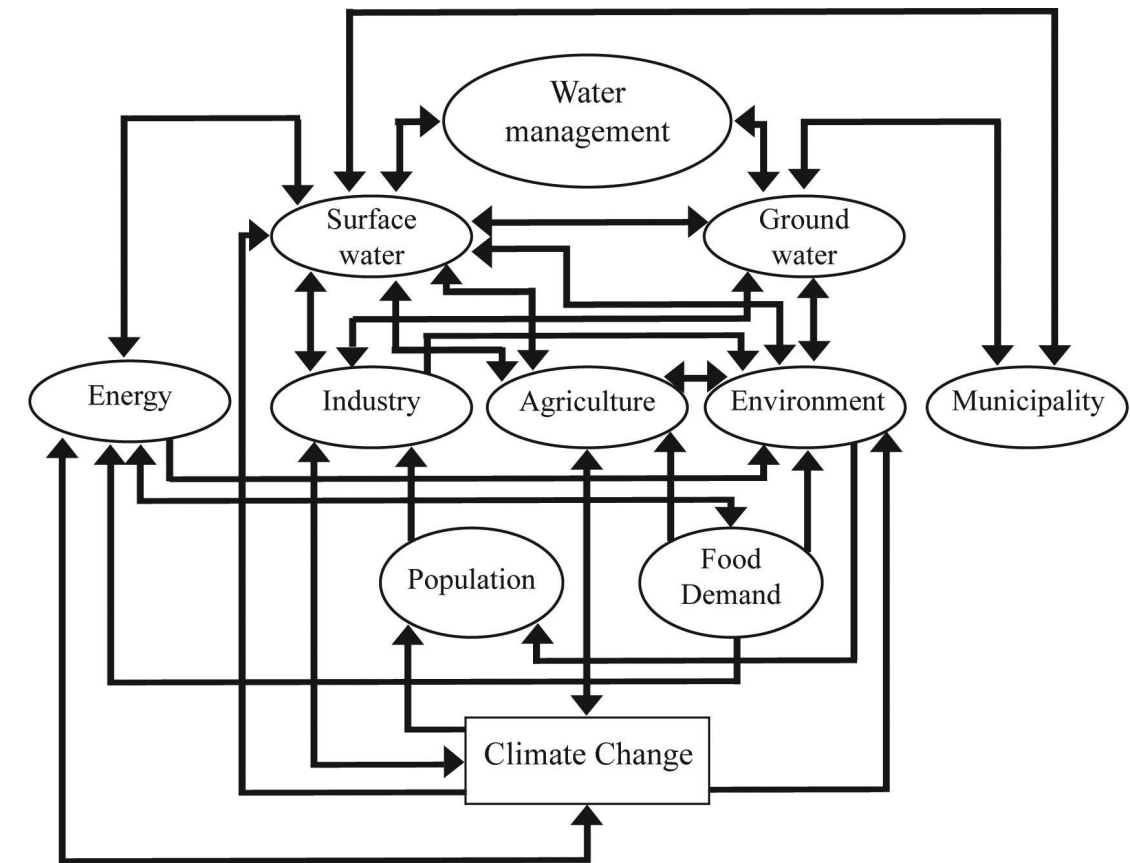 Water
management
Surface
water
Ground
water
Energy
Industry
Agriculture
Environment
Municipality
Population
Food
Demand
Climate Change